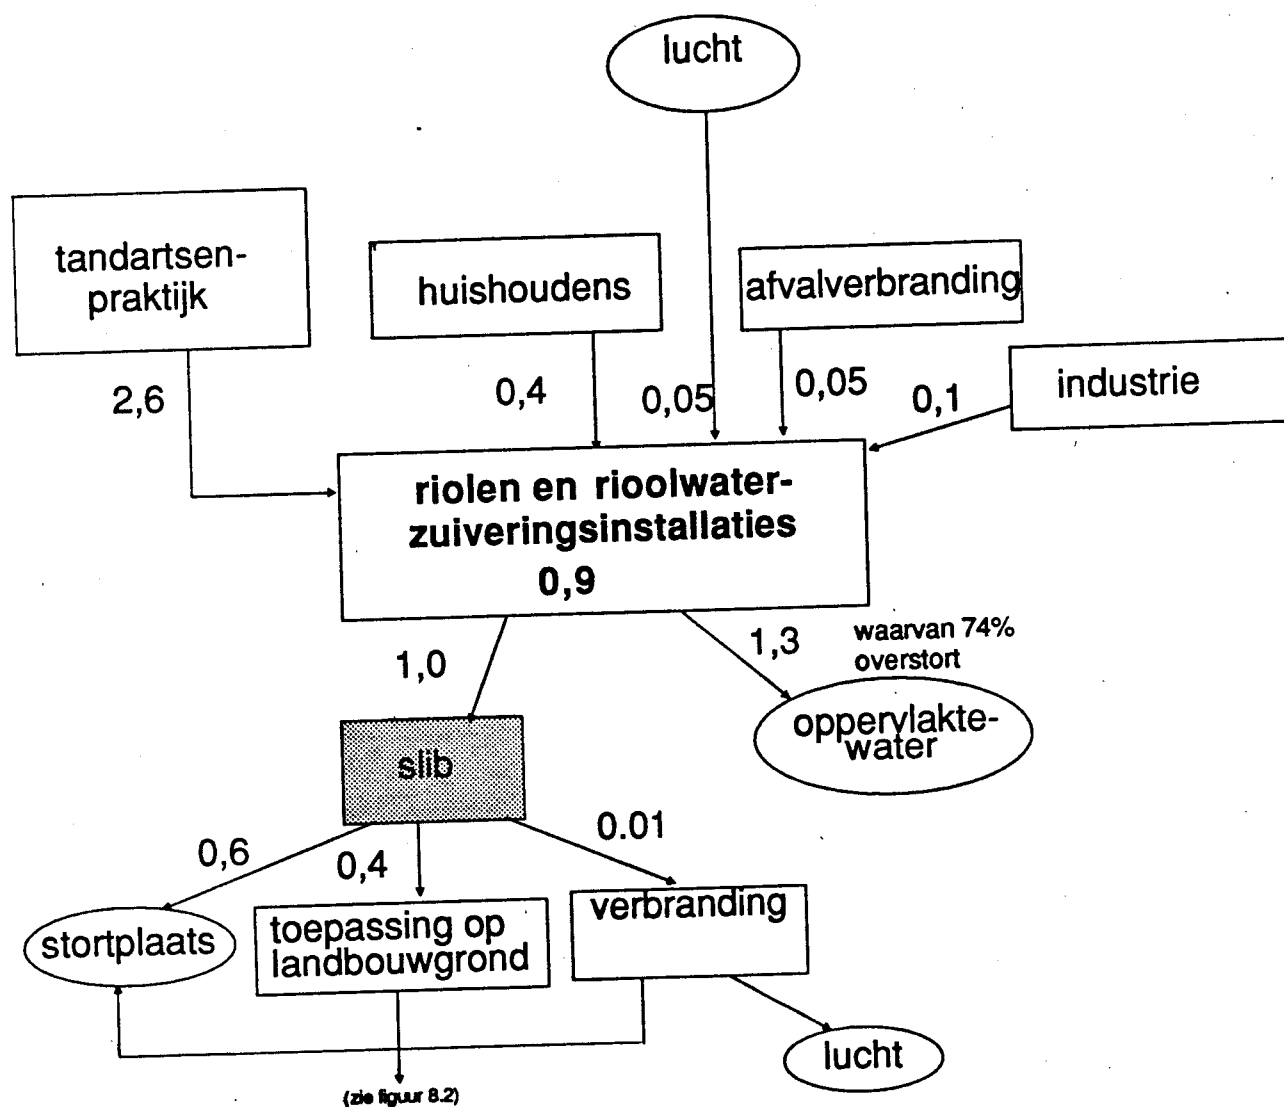 lucht
tandartsen-
praktijk
huishoudens
afvalverbranding
industrie
2,6
0,4
0,05
0,05
0,1
riolen en rioolwater-
zuiveringsinstallaties
0,9
1,0
1,3
waarvan 74%
overstort
oppervlakte-
water
slib
0,6
0,4
0.01
stortplaats
toepassing op
landbouwgrond
verbranding
lucht
(zie figuur 8.2)